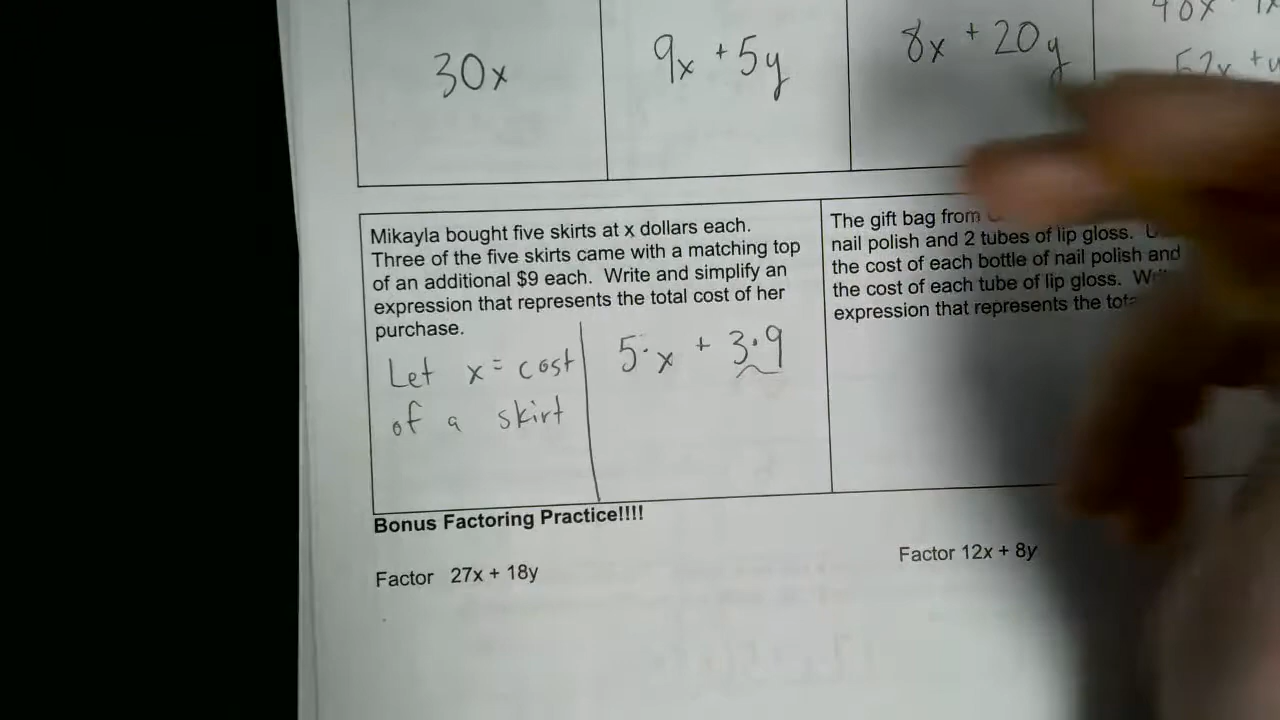 30x
9x + 5y
8x + 20y
Mikayla bought five skirts at x dollars each.
Three of the five skirts came with a matching top
of an additional $9 each. Write and simplify an
expression that represents the total cost of her
purchase.
Let x = cost
of a skirt
5·x + 3·9
The gift bag from
nail polish and 2 tubes of lip gloss.
the cost of each bottle of nail polish and
the cost of each tube of lip gloss.
expression that represents the
Bonus Factoring Practice!!!!
Factor 27x + 18y
Factor 12x + 8y